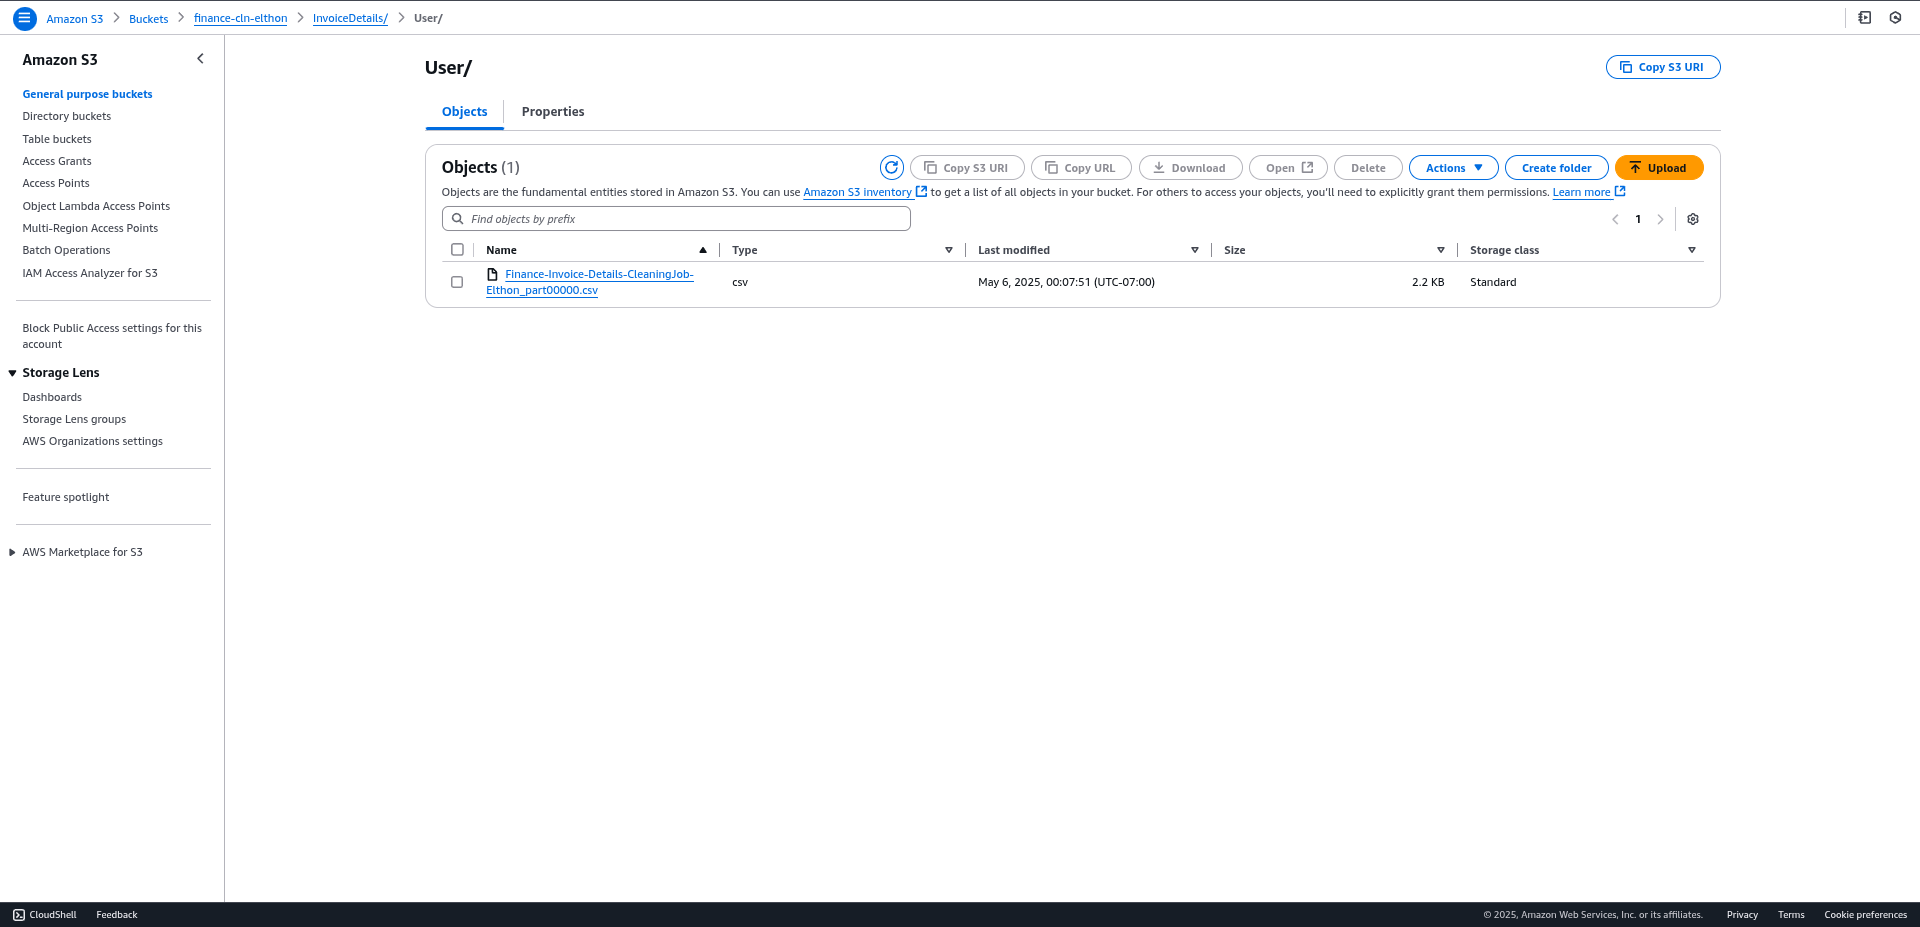 Amazon S3 > Buckets > finance-cln-elthon > InvoiceDetails/ > User/
Amazon S3
General purpose buckets
Directory buckets
Table buckets
Access Grants
Access Points
Object Lambda Access Points
Multi-Region Access Points
Batch Operations
IAM Access Analyzer for S3
Block Public Access settings for this
account
Storage Lens
Dashboards
Storage Lens groups
AWS Organizations settings
Feature spotlight
AWS Marketplace for S3
User/
Copy S3 URI
Objects Properties
Objects (1)
Copy S3 URI Copy URL Download Open Delete Actions Create folder Upload
Objects are the fundamental entities stored in Amazon S3. You can use Amazon S3 inventory to get a list of all objects in your bucket. For others to access your objects, you'll need to explicitly grant them permissions. Learn more
Find objects by prefix
1
Name Type Last modified Size Storage class
Finance-Invoice-Details-CleaningJob-
Elthon_part00000.csv
csv May 6, 2025, 00:07:51 (UTC-07:00) 2.2 KB Standard
CloudShell Feedback © 2025, Amazon Web Services, Inc. or its affiliates. Privacy Terms Cookie preferences